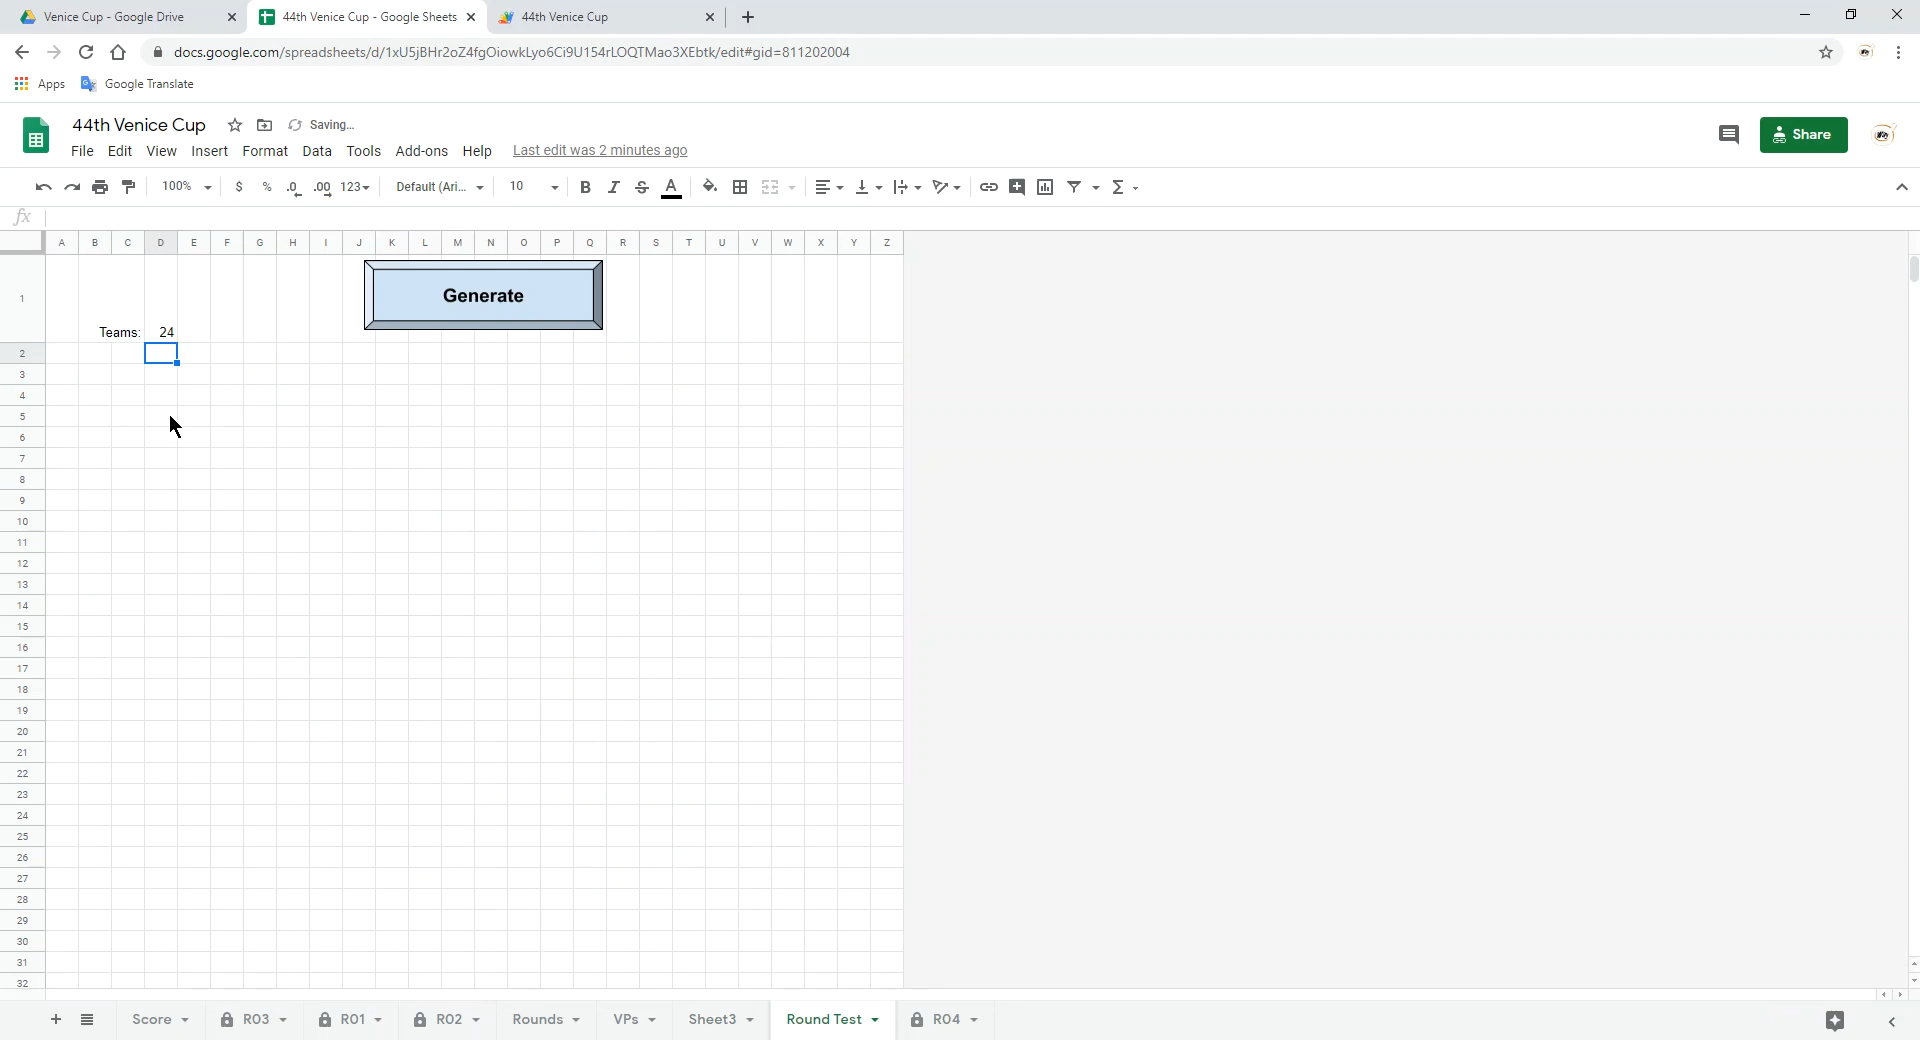 Venice Cup - Google Drive
44th Venice Cup - Google Sheets
44th Venice Cup
docs.google.com/spreadsheets/d/1xU5jBHr2oZ4fgOiowkLyo6Ci9U154rLOQTMao3XEbtk/edit#gid=811202004
Apps
Google Translate
44th Venice Cup
Saving...
File Edit View Insert Format Data Tools Add-ons Help Last edit was 2 minutes ago
Share
100% $ % .0 .00 123 Default (Ari... 10 B I S A Σ
fx
A B C D E F G H I J K L M N O P Q R S T U V W X Y Z
Generate
1
Teams: 24
2
3
4
5
6
7
8
9
10
11
12
13
14
15
16
17
18
19
20
21
22
23
24
25
26
27
28
29
30
31
32
Score R03 R01 R02 Rounds VPs Sheet3 Round Test R04